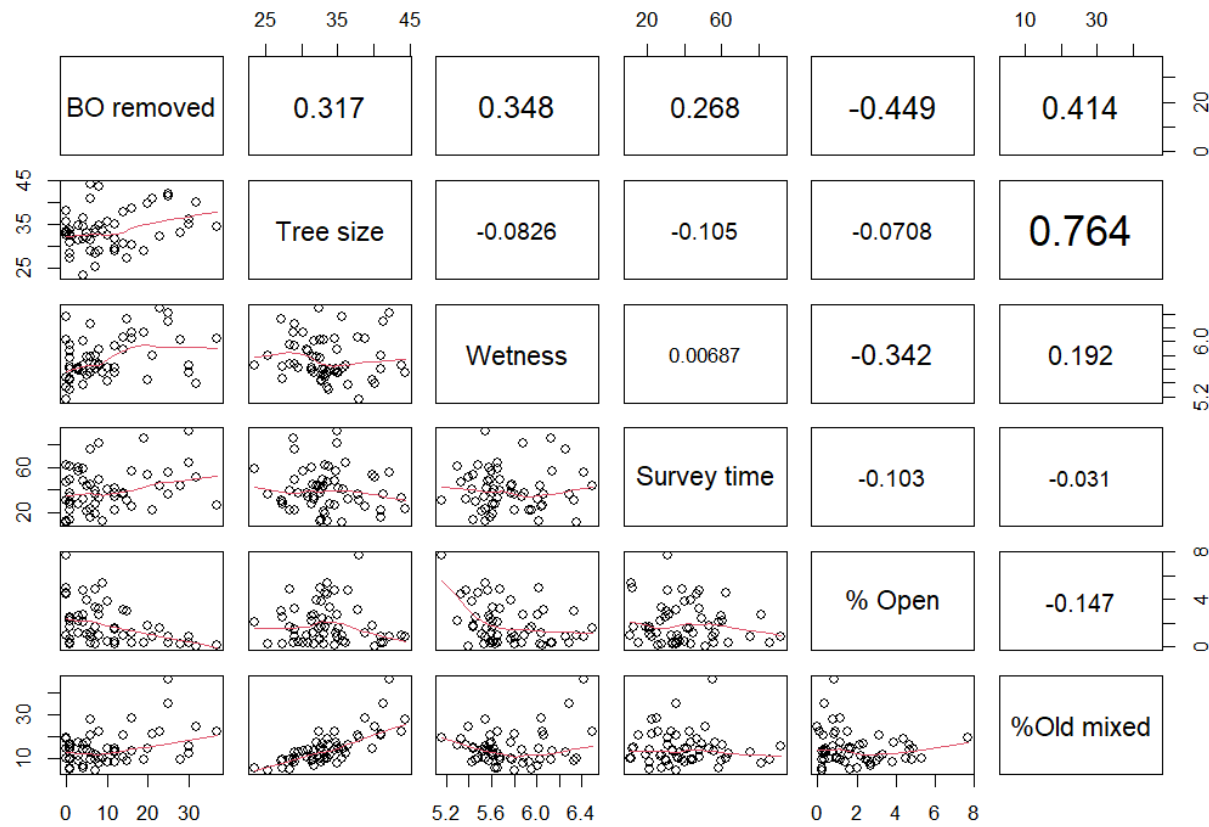 25 35 45 20 60 10 30
BO removed 0.317 0.348 0.268 -0.449 0.414 0 20
25 35 45 Tree size -0.0826 -0.105 -0.0708 0.764
Wetness 0.00687 -0.342 0.192 5.2 6.0
20 60 Survey time -0.103 -0.031
% Open -0.147 0 4 8
10 30 %Old mixed
0 10 20 30 5.2 5.6 6.0 6.4 0 2 4 6 8